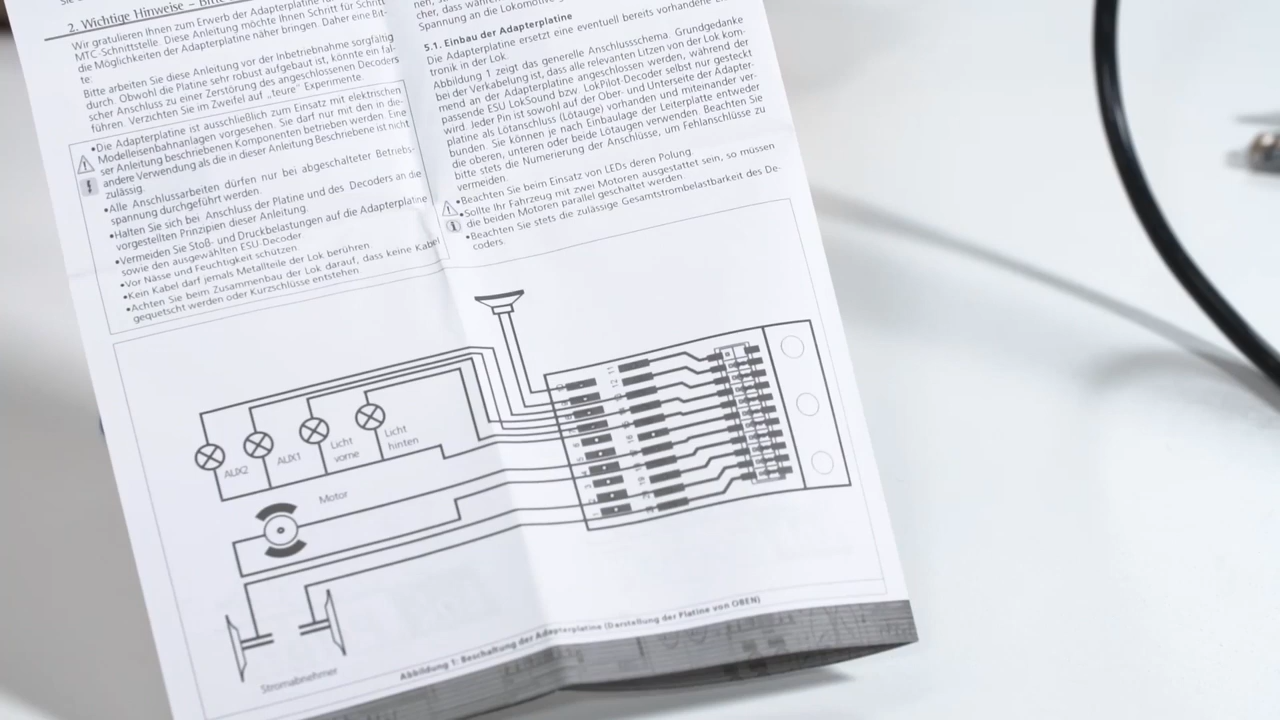 2. Wichtige Hinweise – Bitte
Wir gratulieren Ihnen zum Erwerb der Adapterplatine
MTC-Schnittstelle. Diese Anleitung möchte Ihnen Schritt für Schritt
die Möglichkeiten der Adapterplatine näher bringen. Daher eine Bit-
te:
Bitte arbeiten Sie diese Anleitung vor der Inbetriebnahme sorgfältig
durch. Obwohl die Platine sehr robust aufgebaut ist, könnte ein fal-
scher Anschluss zu einer Zerstörung des angeschlossenen Decoders
führen. Verzichten Sie im Zweifel auf „teure" Experimente.
•Die Adapterplatine ist ausschließlich zum Einsatz mit elektrischen
Modelleisenbahnanlagen vorgesehen. Sie darf nur mit den in die-
ser Anleitung beschriebenen Komponenten betrieben werden. Eine
andere Verwendung als die in dieser Anleitung Beschriebene ist nicht
zulässig.
•Alle Anschlussarbeiten dürfen nur bei abgeschalteter Betriebs-
spannung durchgeführt werden.
•Halten Sie sich bei Anschluss der Platine und des Decoders an die
vorgestellten Prinzipien dieser Anleitung.
•Vermeiden Sie Stoß- und Druckbelastungen auf die Adapterplatine
sowie den ausgewählten ESU-Decoder
•Vor Nässe und Feuchtigkeit schützen.
•Kein Kabel darf jemals Metallteile der Lok berühren
•Achten Sie beim Zusammenbau der Lok darauf, dass keine Kabel
gequetscht werden oder Kurzschlüsse entstehen.
cher, dass
Spannung an die Lokomotive
5.1. Einbau der Adapterplatine
Die Adapterplatine ersetzt eine eventuell bereits vorhandene
tronik in der Lok.
Abbildung 1 zeigt das generelle Anschlussschema. Grundgedanke
bei der Verkabelung ist, dass alle relevanten Litzen von der Lok kom-
mend an der Adapterplatine angeschlossen werden, während der
passende ESU LokSound bzw. LokPilot-Decoder selbst nur gesteckt
wird. Jeder Pin ist sowohl auf der Ober- und Unterseite der Adapter-
platine als Lötanschluss (Lötauge) vorhanden und miteinander ver-
bunden. Sie können je nach Einbaulage der Leiterplatte entweder
die oberen, unteren oder beide Lötaugen verwenden. Beachten Sie
bitte stets die Numerierung der Anschlüsse, um Fehlanschlüsse zu
vermeiden.
•Beachten Sie beim Einsatz von LEDs deren Polung
•Sollte Ihr Fahrzeug mit zwei Motoren ausgestattet sein, so müssen
die beiden Motoren parallel geschaltet werden
•Beachten Sie stets die zulässige Gesamtstrombelastbarkeit des De-
coders.
AUX2
AUX1
Licht
vorne
Licht
hinten
Motor
Stromabnehmer
Abbildung 1: Beschaltung der Adapterplatine (Darstellung der Platine von OBEN)